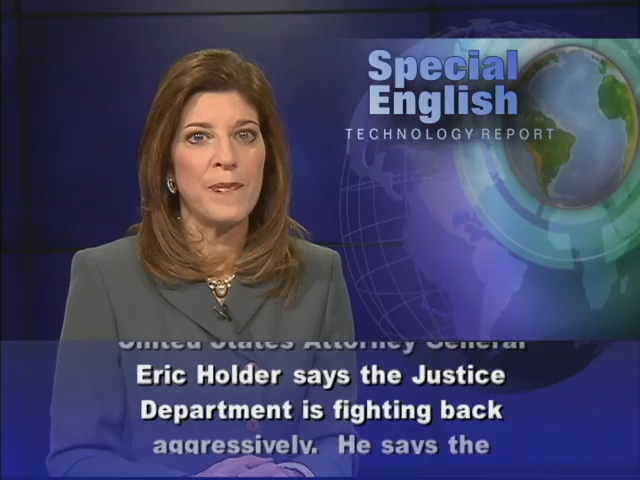 Special
English
TECHNOLOGY REPORT
United States Attorney General
Eric Holder says the Justice
Department is fighting back
aggressively. He says the